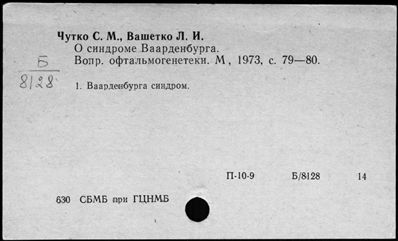 Чутко С. М., Вашетко Л. И.
О синдроме Ваарденбурга.
Вопр. офтальмогенетеки. М, 1973, с. 79—80.
Б
8128
1. Ваарденбурга синдром.
П-10-9 Б/8128 14
630 СБМБ при ГЦНМБ